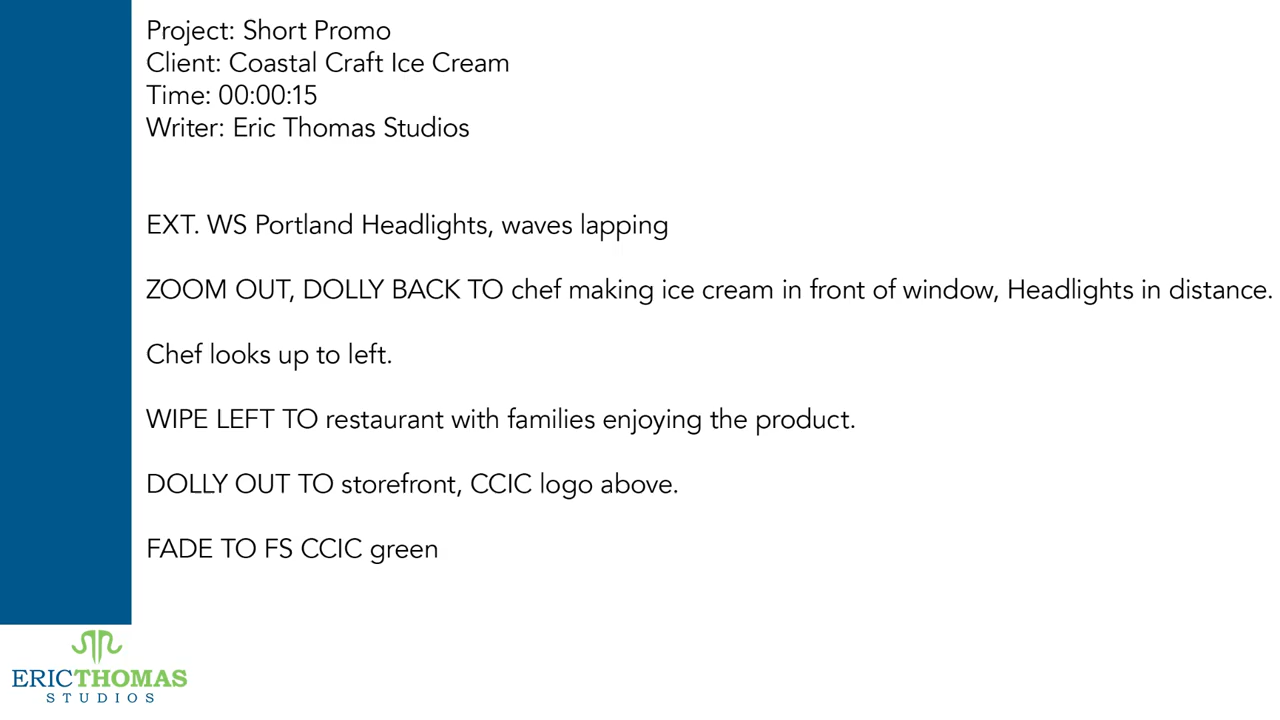 Project: Short Promo
Client: Coastal Craft Ice Cream
Time: 00:00:15
Writer: Eric Thomas Studios
EXT. WS Portland Headlights, waves lapping
ZOOM OUT, DOLLY BACK TO chef making ice cream in front of window, Headlights in distance.
Chef looks up to left.
WIPE LEFT TO restaurant with families enjoying the product.
DOLLY OUT TO storefront, CCIC logo above.
FADE TO FS CCIC green
ERICTHOMAS
STUDIOS